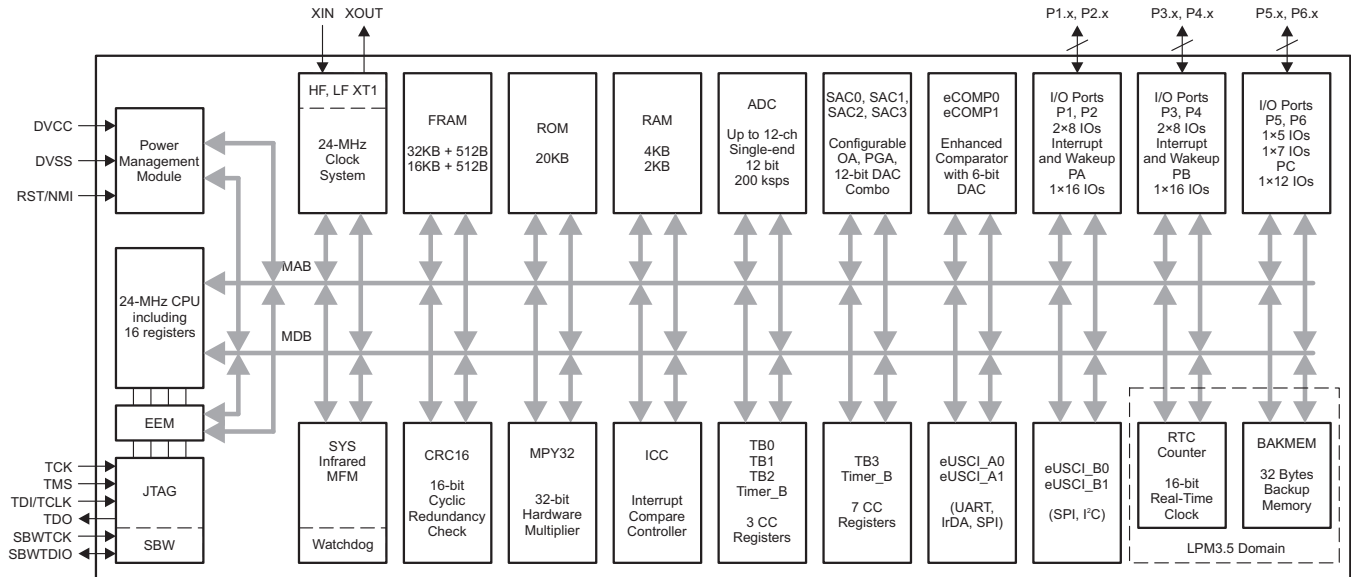 XIN
XOUT
P1.x, P2.x
P3.x, P4.x
P5.x, P6.x
DVCC
DVSS
RST/NMI
Power
Management
Module
HF, LF XT1
24-MHz
Clock
System
FRAM
32KB + 512B
16KB + 512B
ROM
20KB
RAM
4KB
2KB
ADC
Up to 12-ch
Single-end
12 bit
200 ksps
SAC0, SAC1,
SAC2, SAC3
Configurable
OA, PGA,
12-bit DAC
Combo
eCOMP0
eCOMP1
Enhanced
Comparator
with 6-bit
DAC
I/O Ports
P1, P2
2×8 IOs
Interrupt
and Wakeup
PA
1×16 IOs
I/O Ports
P3, P4
2×8 IOs
Interrupt
and Wakeup
PB
1×16 IOs
I/O Ports
P5, P6
1×5 IOs
1×7 IOs
PC
1×12 IOs
MAB
24-MHz CPU
including
16 registers
MDB
EEM
TCK
TMS
TDI/TCLK
TDO
SBWTCK
SBWTDIO
JTAG
SBW
SYS
Infrared
MFM
Watchdog
CRC16
16-bit
Cyclic
Redundancy
Check
MPY32
32-bit
Hardware
Multiplier
ICC
Interrupt
Compare
Controller
TB0
TB1
TB2
Timer_B
3 CC
Registers
TB3
Timer_B
7 CC
Registers
eUSCI_A0
eUSCI_A1
(UART,
IrDA, SPI)
eUSCI_B0
eUSCI_B1
(SPI, I²C)
RTC
Counter
16-bit
Real-Time
Clock
BAKMEM
32 Bytes
Backup
Memory
LPM3.5 Domain